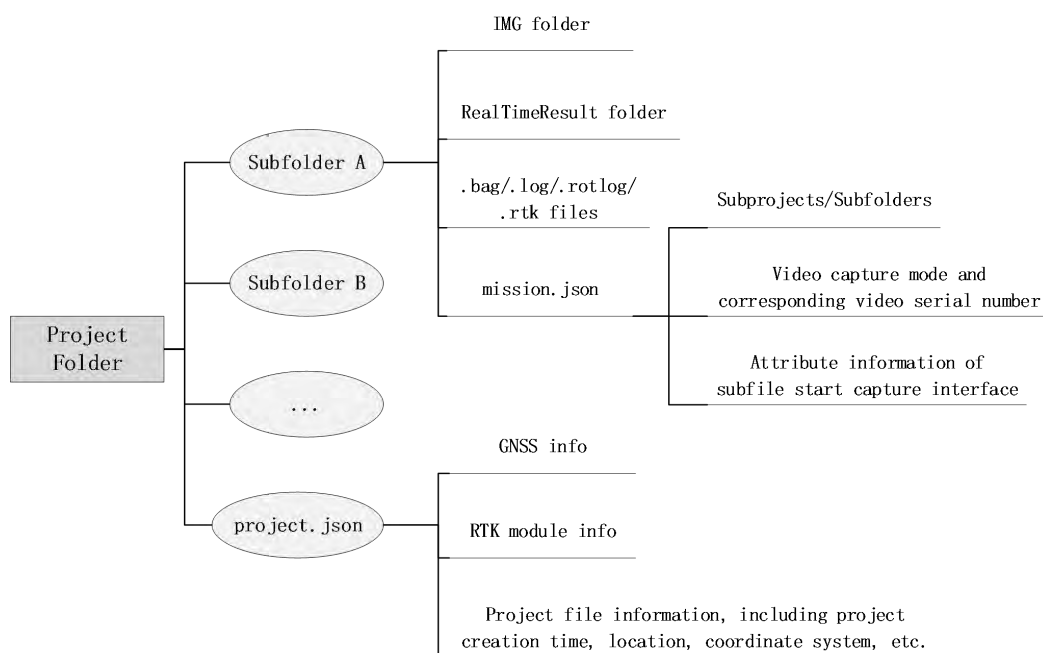 Project
Folder
Subfolder A
IMG folder
RealTimeResult folder
.bag/.log/.rotlog/
.rtk files
mission.json
Subprojects/Subfolders
Video capture mode and
corresponding video serial number
Attribute information of
subfile start capture interface
Subfolder B
...
project.json
GNSS info
RTK module info
Project file information, including project
creation time, location, coordinate system, etc.